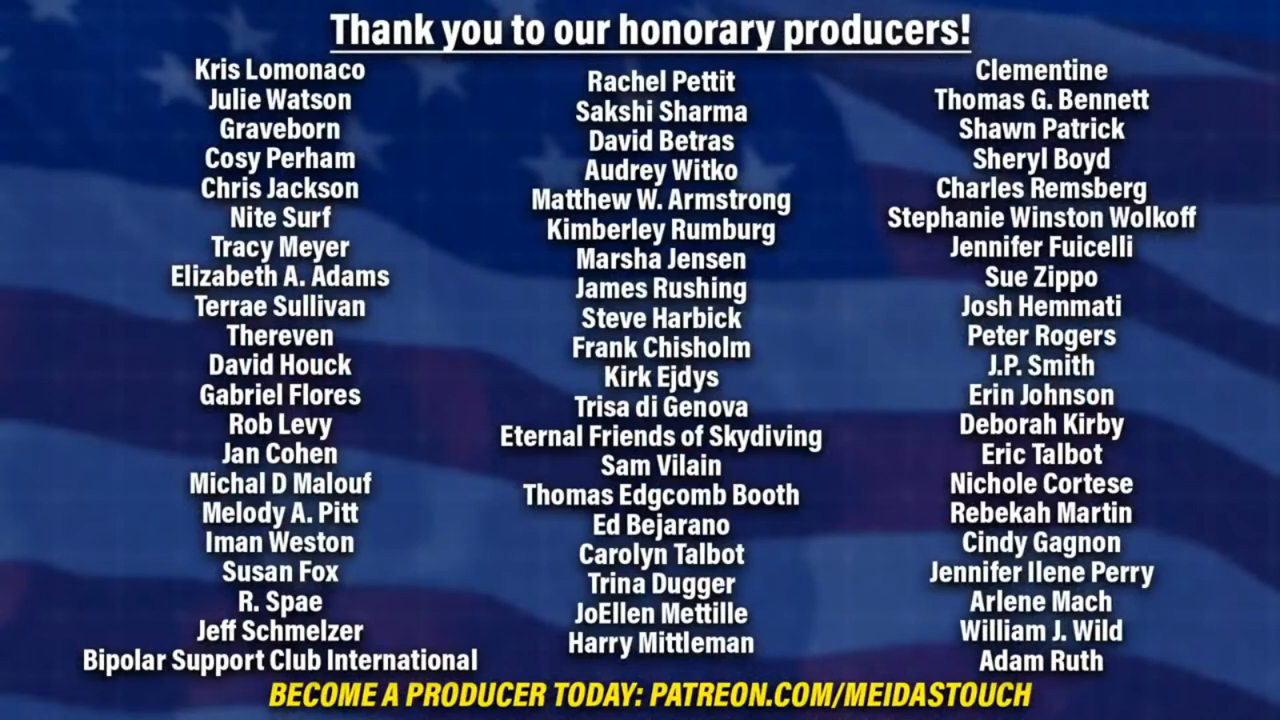 Thank you to our honorary producers!
Kris Lomonaco
Julie Watson
Graveborn
Cosy Perham
Chris Jackson
Nite Surf
Tracy Meyer
Elizabeth A. Adams
Terrae Sullivan
Thereven
David Houck
Gabriel Flores
Rob Levy
Jan Cohen
Michal D Malouf
Melody A. Pitt
Iman Weston
Susan Fox
R. Spae
Jeff Schmelzer
Bipolar Support Club International
Rachel Pettit
Sakshi Sharma
David Betras
Audrey Witko
Matthew W. Armstrong
Kimberley Rumburg
Marsha Jensen
James Rushing
Steve Harbick
Frank Chisholm
Kirk Ejdys
Trisa di Genova
Eternal Friends of Skydiving
Sam Vilain
Thomas Edgcomb Booth
Ed Bejarano
Carolyn Talbot
Trina Dugger
JoEllen Mettille
Harry Mittleman
Clementine
Thomas G. Bennett
Shawn Patrick
Sheryl Boyd
Charles Remsberg
Stephanie Winston Wolkoff
Jennifer Fuicelli
Sue Zippo
Josh Hemmati
Peter Rogers
J.P. Smith
Erin Johnson
Deborah Kirby
Eric Talbot
Nichole Cortese
Rebekah Martin
Cindy Gagnon
Jennifer Ilene Perry
Arlene Mach
William J. Wild
Adam Ruth
BECOME A PRODUCER TODAY: PATREON.COM/MEIDASTOUCH